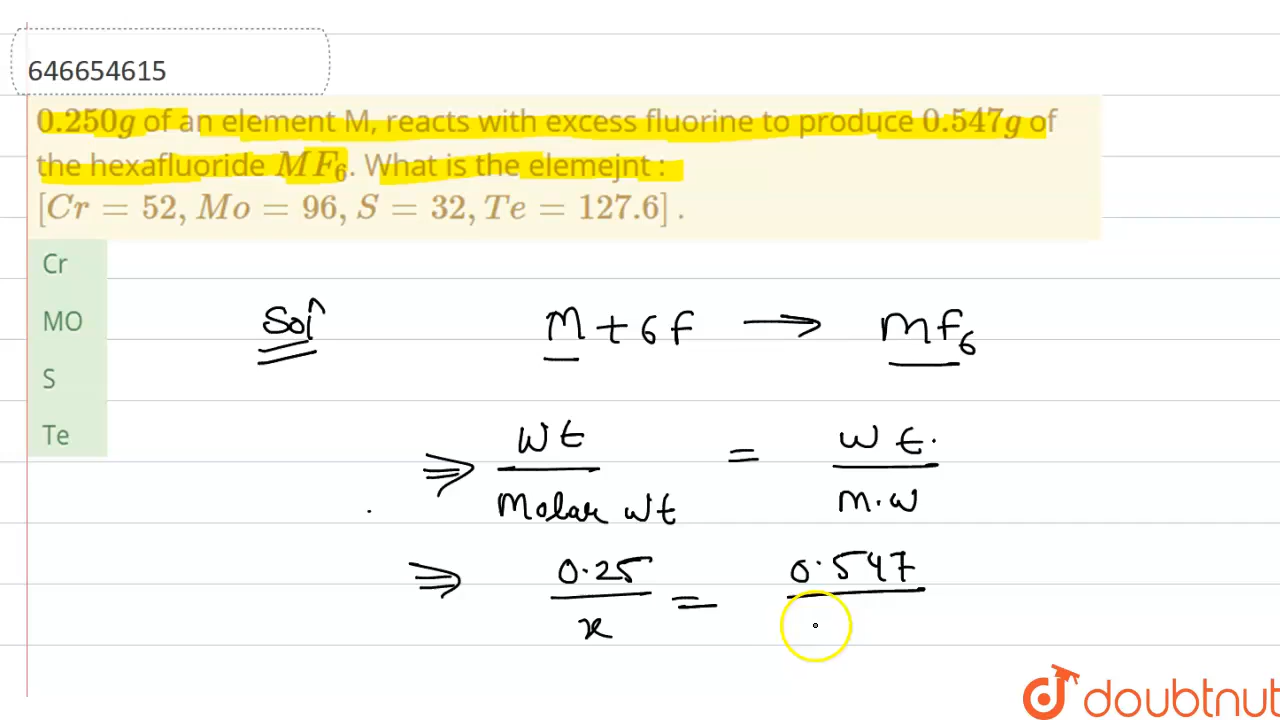 646654615
0.250g of an element M, reacts with excess fluorine to produce 0.547g of
the hexafluoride MF₆. What is the elemejnt :
[Cr = 52, Mo = 96, S = 32, Te = 127.6] .
Cr
MO
S
Te
Solⁿ
M + 6F → MF₆
⇒ Wt / Molar Wt = Wt. / M.W
⇒ 0.25 / x = 0.547
doubtnut